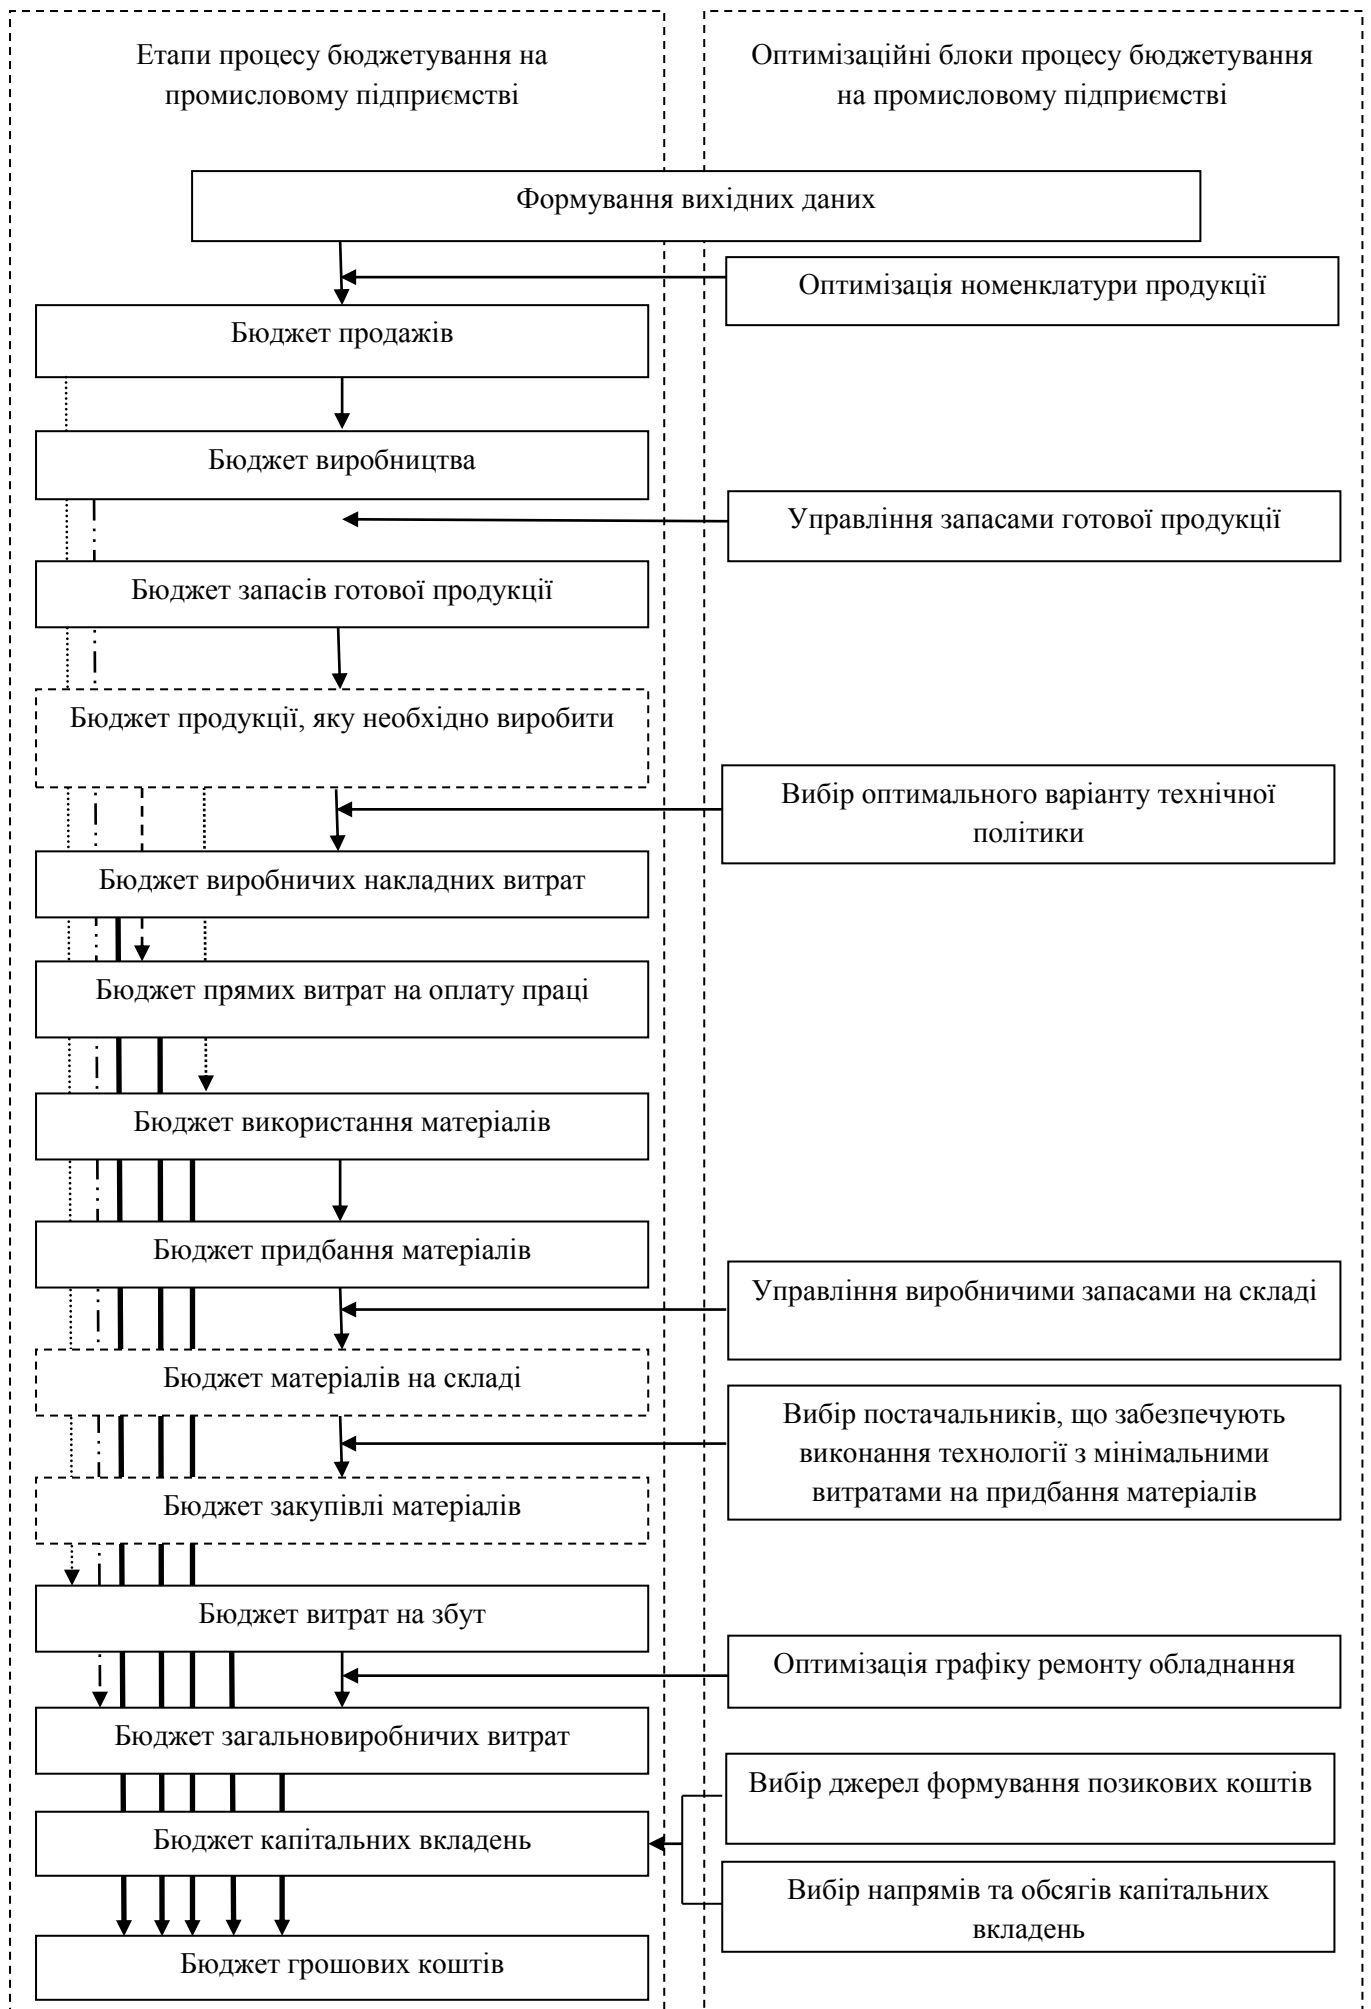 Етапи процесу бюджетування на
промисловому підприємстві
Оптимізаційні блоки процесу бюджетування
на промисловому підприємстві
Формування вихідних даних
Оптимізація номенклатури продукції
Бюджет продажів
Бюджет виробництва
Управління запасами готової продукції
Бюджет запасів готової продукції
Бюджет продукції, яку необхідно виробити
Вибір оптимального варіанту технічної
політики
Бюджет виробничих накладних витрат
Бюджет прямих витрат на оплату праці
Бюджет використання матеріалів
Бюджет придбання матеріалів
Управління виробничими запасами на складі
Бюджет матеріалів на складі
Вибір постачальників, що забезпечують
виконання технології з мінімальними
витратами на придбання матеріалів
Бюджет закупівлі матеріалів
Бюджет витрат на збут
Оптимізація графіку ремонту обладнання
Бюджет загальновиробничих витрат
Вибір джерел формування позикових коштів
Бюджет капітальних вкладень
Вибір напрямів та обсягів капітальних
вкладень
Бюджет грошових коштів